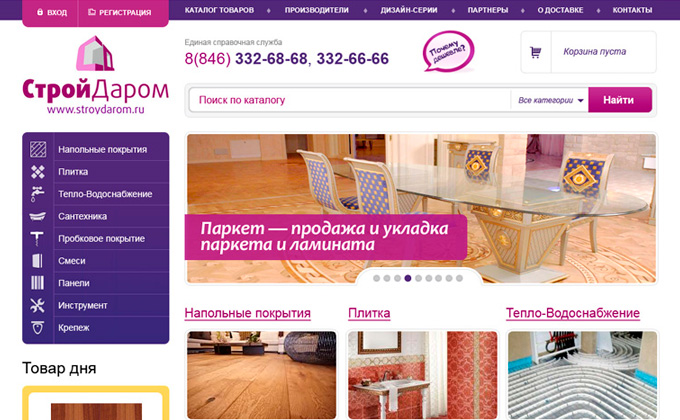 ВХОД
РЕГИСТРАЦИЯ
КАТАЛОГ ТОВАРОВ
ПРОИЗВОДИТЕЛИ
ДИЗАЙН-СЕРИИ
ПАРТНЕРЫ
О ДОСТАВКЕ
КОНТАКТЫ
СтройДаром
www.stroydarom.ru
Единая справочная служба
8(846) 332-68-68, 332-66-66
Почему
дешевле?
Корзина пуста
Поиск по каталогу
Все категории
Найти
Напольные покрытия
Плитка
Тепло-Водоснабжение
Сантехника
Пробковое покрытие
Смеси
Панели
Инструмент
Крепеж
Паркет — продажа и укладка
паркета и ламината
Товар дня
Напольные покрытия
Плитка
Тепло-Водоснабжение